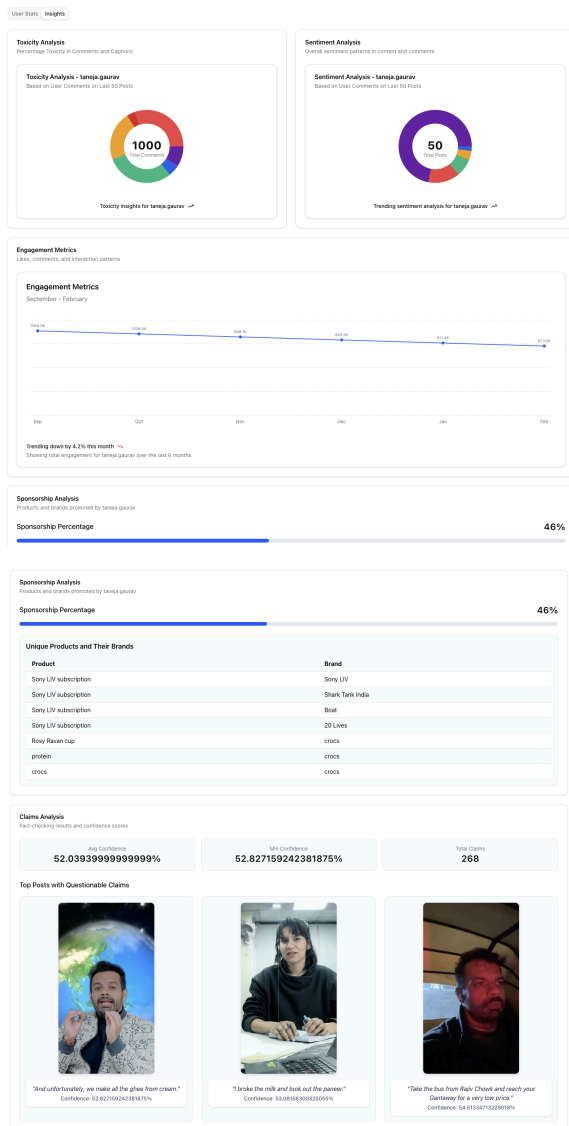 User Stats
Insights
Toxicity Analysis
Percentage Toxicity in Comments and Captions
Toxicity Analysis - taneja.gaurav
Based on User Comments on Last 50 Posts
1000
Total Comments
Toxicity insights for taneja.gaurav
Sentiment Analysis
Overall sentiment patterns in content and comments
Sentiment Analysis - taneja.gaurav
Based on User Comments on Last 50 Posts
50
Total Posts
Trending sentiment analysis for taneja.gaurav
Engagement Metrics
Likes, comments, and interaction patterns
Engagement Metrics
September - February
Sep
Oct
Nov
Dec
Jan
Feb
Trending down by 4.2% this month
Showing total engagement for taneja.gaurav over the last 6 months
Sponsorship Analysis
Products and brands promoted by taneja.gaurav
Sponsorship Percentage
46%
Sponsorship Analysis
Products and brands promoted by taneja.gaurav
Sponsorship Percentage
46%
Unique Products and Their Brands
Product Brand
Sony LIV subscription Sony LIV
Sony LIV subscription Shark Tank India
Sony LIV subscription Boat
Sony LIV subscription 20 Lives
Rosy Ravan cup crocs
protein crocs
crocs crocs
Claims Analysis
Fact-checking results and confidence scores
Avg Confidence
52.03939999999999%
Min Confidence
52.827159242381875%
Total Claims
268
Top Posts with Questionable Claims
"And unfortunately, we make all the ghee from cream."
Confidence: 52.827159242381875%
"I broke the milk and took out the paneer."
Confidence: 53.08156300325055%
"Take the bus from Rajiv Chowk and reach your
Gantaway for a very low price."
Confidence: 54.51334713229018%